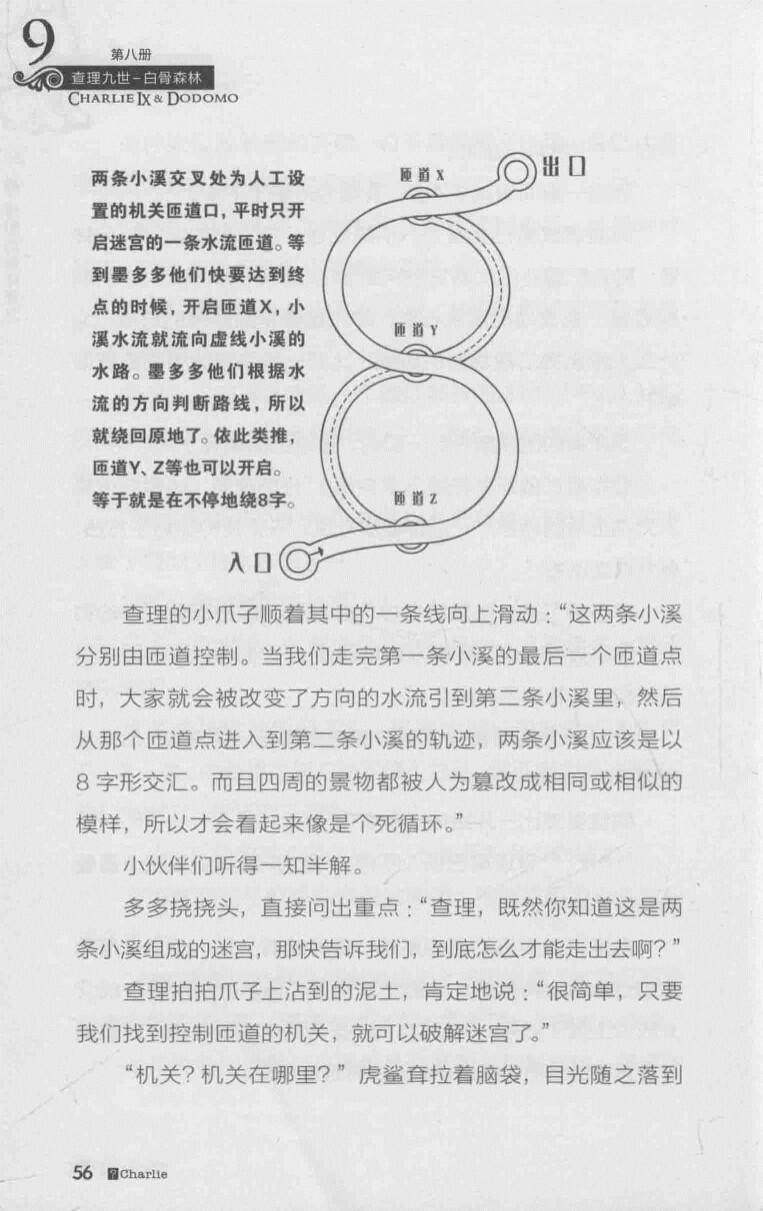 9
第八册
查理九世-白骨森林
CHARLIE IX & DODOMO
两条小溪交叉处为人工设
置的机关匝道口，平时只开
启迷宫的一条水流匝道。等
到墨多多他们快要达到终
点的时候，开启匝道X，小
溪水流就流向虚线小溪的
水路。墨多多他们根据水
流的方向判断路线，所以
就绕回原地了。依此类推，
匝道Y、Z等也可以开启。
等于就是在不停地绕8字。
匝道X
出口
匝道Y
匝道Z
入口
查理的小爪子顺着其中的一条线向上滑动：“这两条小溪
分别由匝道控制。当我们走完第一条小溪的最后一个匝道点
时，大家就会被改变了方向的水流引到第二条小溪里，然后
从那个匝道点进入到第二条小溪的轨迹，两条小溪应该是以
8字形交汇。而且四周的景物都被人为篡改成相同或相似的
模样，所以才会看起来像是个死循环。”
小伙伴们听得一知半解。
多多挠挠头，直接问出重点：“查理，既然你知道这是两
条小溪组成的迷宫，那快告诉我们，到底怎么才能走出去啊？”
查理拍拍爪子上沾到的泥土，肯定地说：“很简单，只要
我们找到控制匝道的机关，就可以破解迷宫了。”
“机关？机关在哪里？”虎鲨耷拉着脑袋，目光随之落到
56 ?Charlie